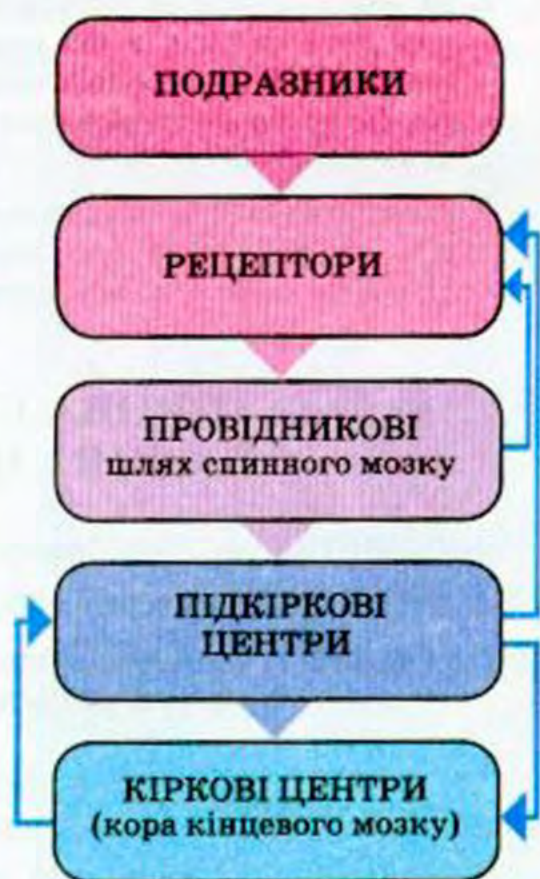 ПОДРАЗНИКИ
РЕЦЕПТОРИ
ПРОВІДНИКОВІ
шлях спинного мозку
ПІДКІРКОВІ
ЦЕНТРИ
КІРКОВІ ЦЕНТРИ
(кора кінцевого мозку)